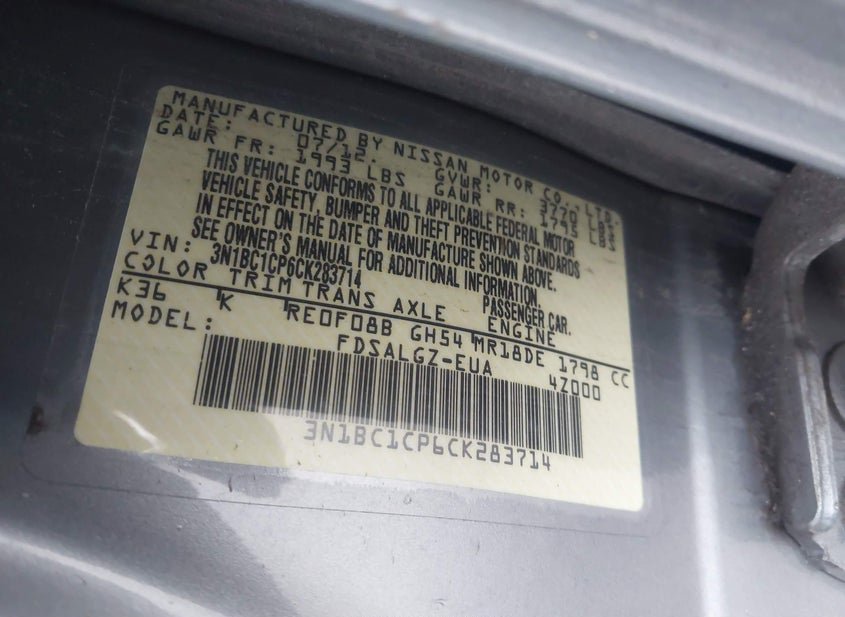 MANUFACTURED BY NISSAN MOTOR CO., LTD.
DATE: 07/12. GVWR: 3770 LBS
GAWR FR: 1993 LBS GAWR RR: 1795 LBS
THIS VEHICLE CONFORMS TO ALL APPLICABLE FEDERAL MOTOR
VEHICLE SAFETY, BUMPER AND THEFT PREVENTION STANDARDS
IN EFFECT ON THE DATE OF MANUFACTURE SHOWN ABOVE.
SEE OWNER'S MANUAL FOR ADDITIONAL INFORMATION.
VIN: 3N1BC1CP6CK283714 PASSENGER CAR.
COLOR TRIM TRANS AXLE ENGINE
K36 K RE0F08B GH54 MR18DE 1798 CC
MODEL: FDSALGZ-EUA 4Z000
3N1BC1CP6CK283714